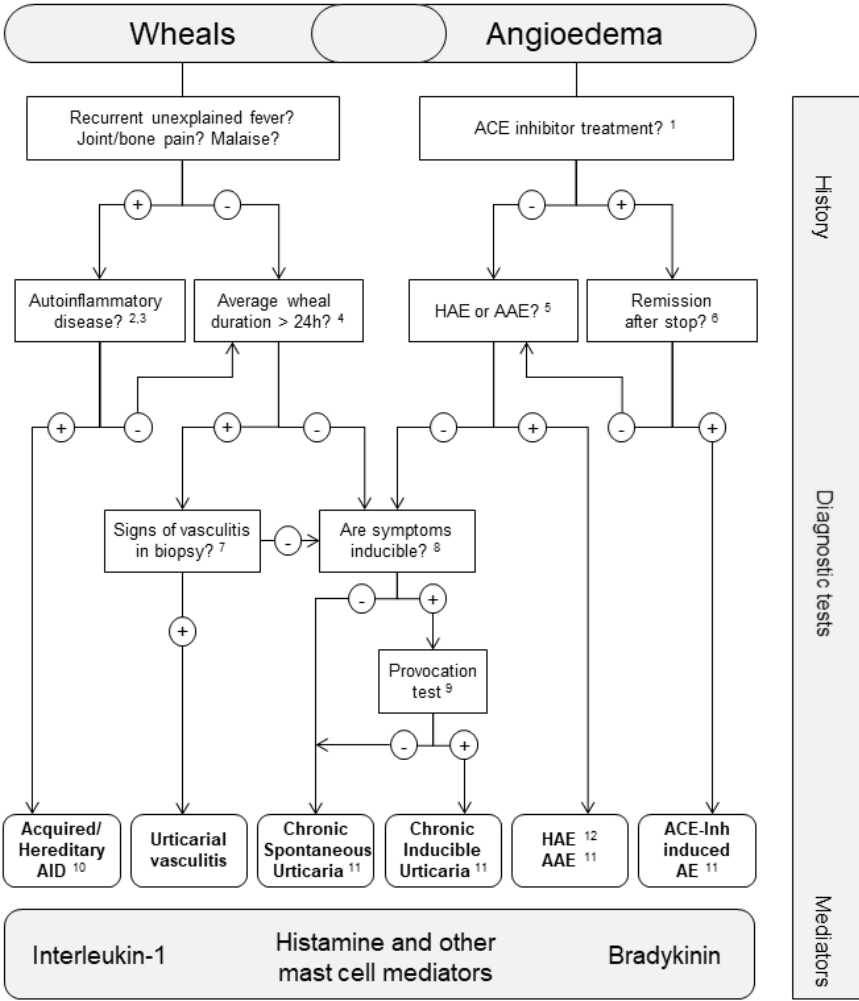 Wheals
Angioedema
Recurrent unexplained fever?
Joint/bone pain? Malaise?
ACE inhibitor treatment? 1
History
+
-
-
+
Autoinflammatory
disease? 2,3
Average wheal
duration > 24h? 4
HAE or AAE? 5
Remission
after stop? 6
+
-
+
-
-
+
-
+
Diagnostic tests
Signs of vasculitis
in biopsy? 7
-
Are symptoms
inducible? 8
-
+
+
Provocation
test 9
-
+
Acquired/
Hereditary
AID 10
Urticarial
vasculitis
Chronic
Spontaneous
Urticaria 11
Chronic
Inducible
Urticaria 11
HAE 12
AAE 11
ACE-Inh
induced
AE 11
Mediators
Interleukin-1
Histamine and other
mast cell mediators
Bradykinin